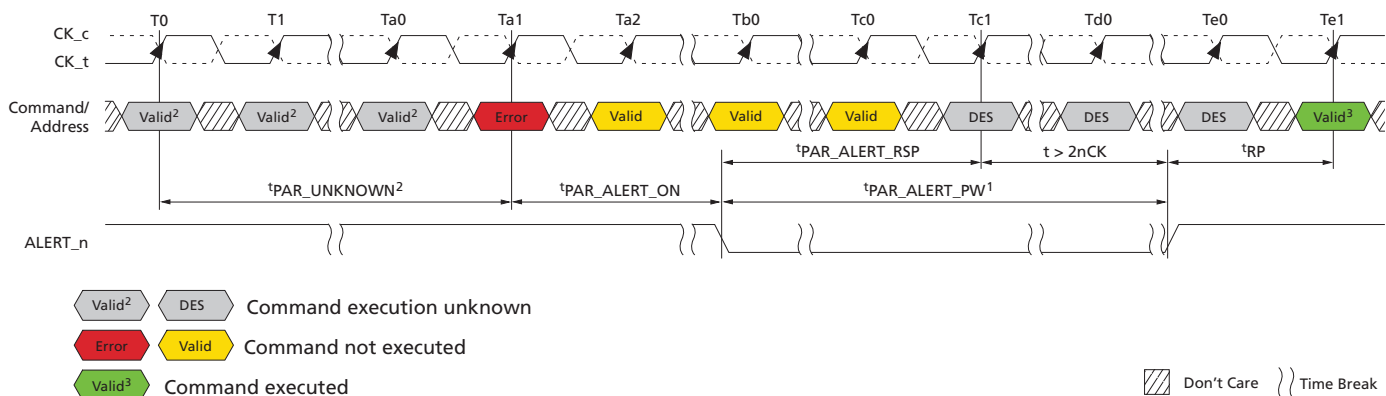 T0 T1 Ta0 Ta1 Ta2 Tb0 Tc0 Tc1 Td0 Te0 Te1
CK_c
CK_t
Command/
Address
Valid² Valid² Valid² Error Valid Valid Valid DES DES DES Valid³
tPAR_ALERT_RSP t > 2nCK tRP
tPAR_UNKNOWN² tPAR_ALERT_ON tPAR_ALERT_PW¹
ALERT_n
Valid² DES Command execution unknown
Error Valid Command not executed
Valid³ Command executed
Don't Care Time Break